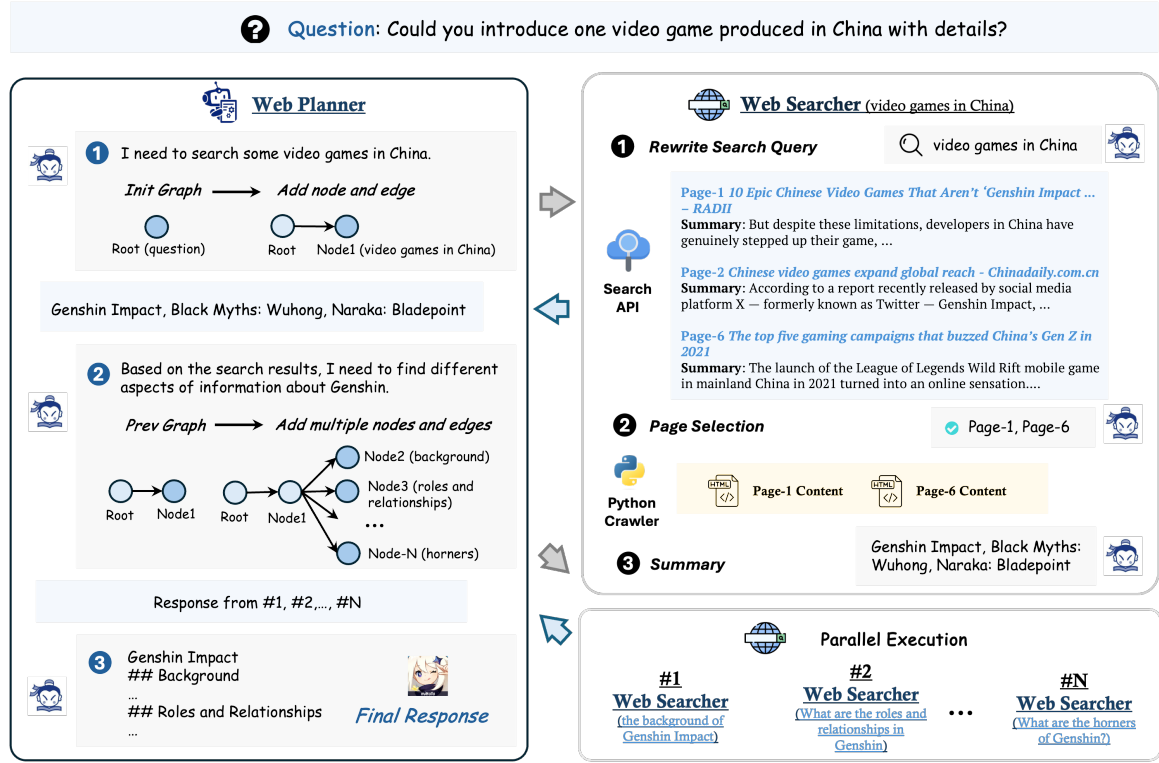 Question: Could you introduce one video game produced in China with details?
Web Planner
1 I need to search some video games in China.
Init Graph Add node and edge
Root (question) Root Node1 (video games in China)
Genshin Impact, Black Myths: Wuhong, Naraka: Bladepoint
2 Based on the search results, I need to find different
aspects of information about Genshin.
Prev Graph Add multiple nodes and edges
Node2 (background)
Node3 (roles and
relationships)
Root Node1 Root Node1
...
Node-N (horners)
Response from #1, #2,..., #N
3 Genshin Impact
## Background
...
## Roles and Relationships
...
Final Response
Web Searcher (video games in China)
1 Rewrite Search Query
video games in China
Search
API
Page-1 10 Epic Chinese Video Games That Aren't 'Genshin Impact ...
– RADII
Summary: But despite these limitations, developers in China have
genuinely stepped up their game, ...
Page-2 Chinese video games expand global reach - Chinadaily.com.cn
Summary: According to a report recently released by social media
platform X — formerly known as Twitter — Genshin Impact, ...
Page-6 The top five gaming campaigns that buzzed China's Gen Z in
2021
Summary: The launch of the League of Legends Wild Rift mobile game
in mainland China in 2021 turned into an online sensation....
2 Page Selection
Page-1, Page-6
Python
Crawler
HTML Page-1 Content HTML Page-6 Content
3 Summary
Genshin Impact, Black Myths:
Wuhong, Naraka: Bladepoint
Parallel Execution
#1
Web Searcher
(the background of
Genshin Impact)
#2
Web Searcher
(What are the roles and
relationships in
Genshin)
...
#N
Web Searcher
(What are the horners
of Genshin?)